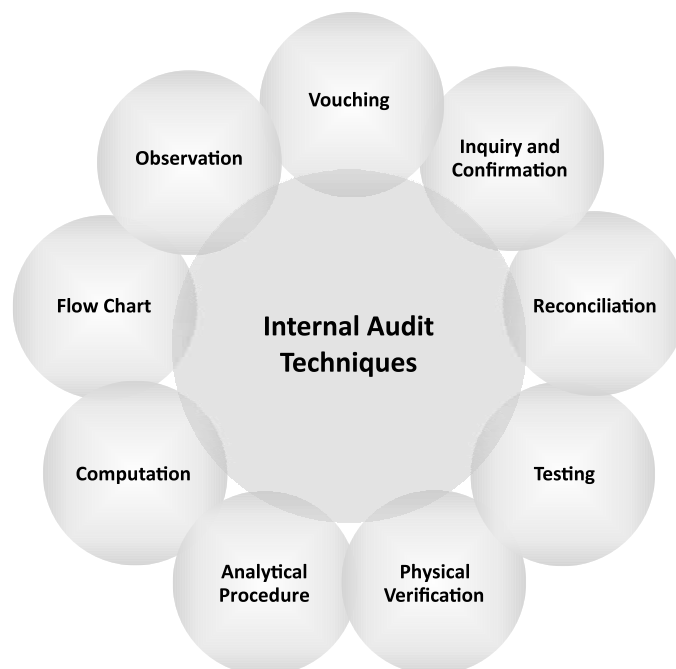 Vouching
Inquiry and
Confirmation
Observation
Reconciliation
Flow Chart
Internal Audit
Techniques
Testing
Computation
Physical
Verification
Analytical
Procedure